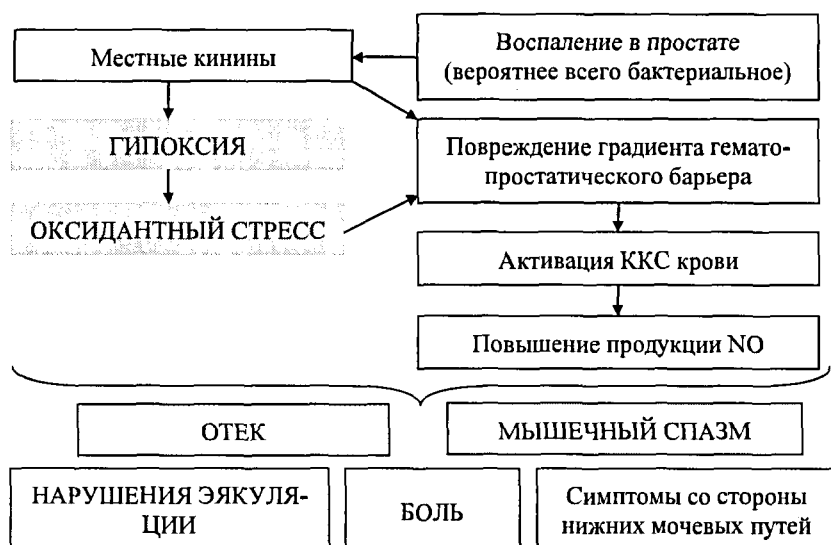 Местные кинины
Воспаление в простате
(вероятнее всего бактериальное)
ГИПОКСИЯ
Повреждение градиента гемато-
простатического барьера
ОКСИДАНТНЫЙ СТРЕСС
Активация ККС крови
Повышение продукции NO
ОТЕК
МЫШЕЧНЫЙ СПАЗМ
НАРУШЕНИЯ ЭЯКУЛЯ-
ЦИИ
БОЛЬ
Симптомы со стороны
нижних мочевых путей